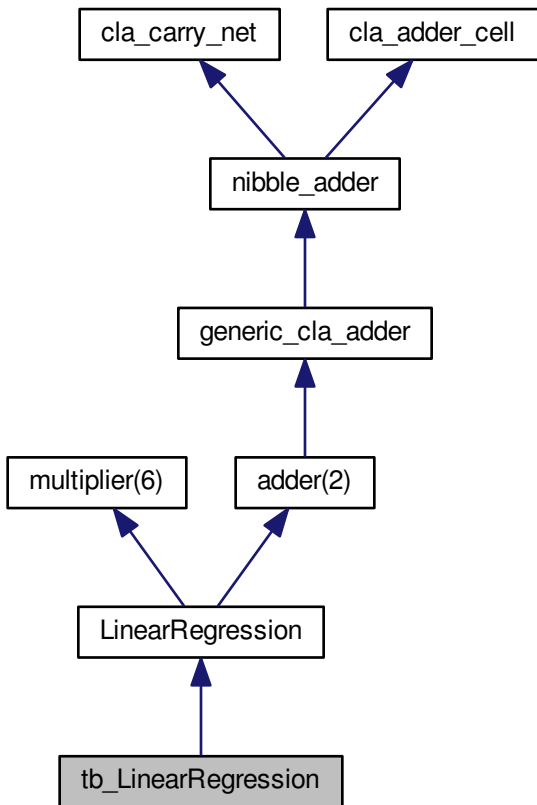 cla_carry_net
cla_adder_cell
nibble_adder
generic_cla_adder
multiplier(6)
adder(2)
LinearRegression
tb_LinearRegression